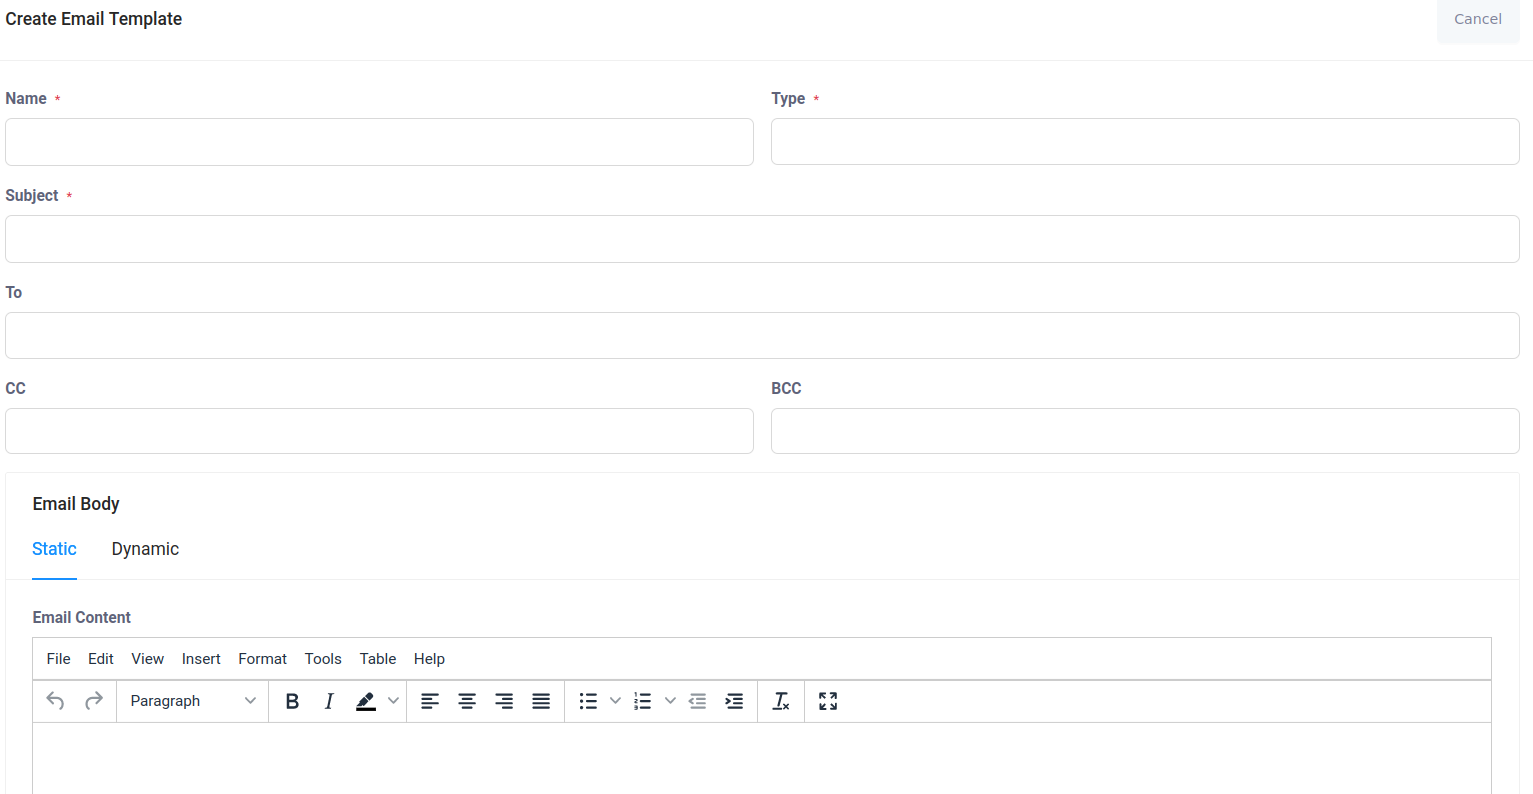 Create Email Template Cancel
Name * Type *
Subject *
To
CC BCC
Email Body
Static Dynamic
Email Content
File Edit View Insert Format Tools Table Help
Paragraph B I